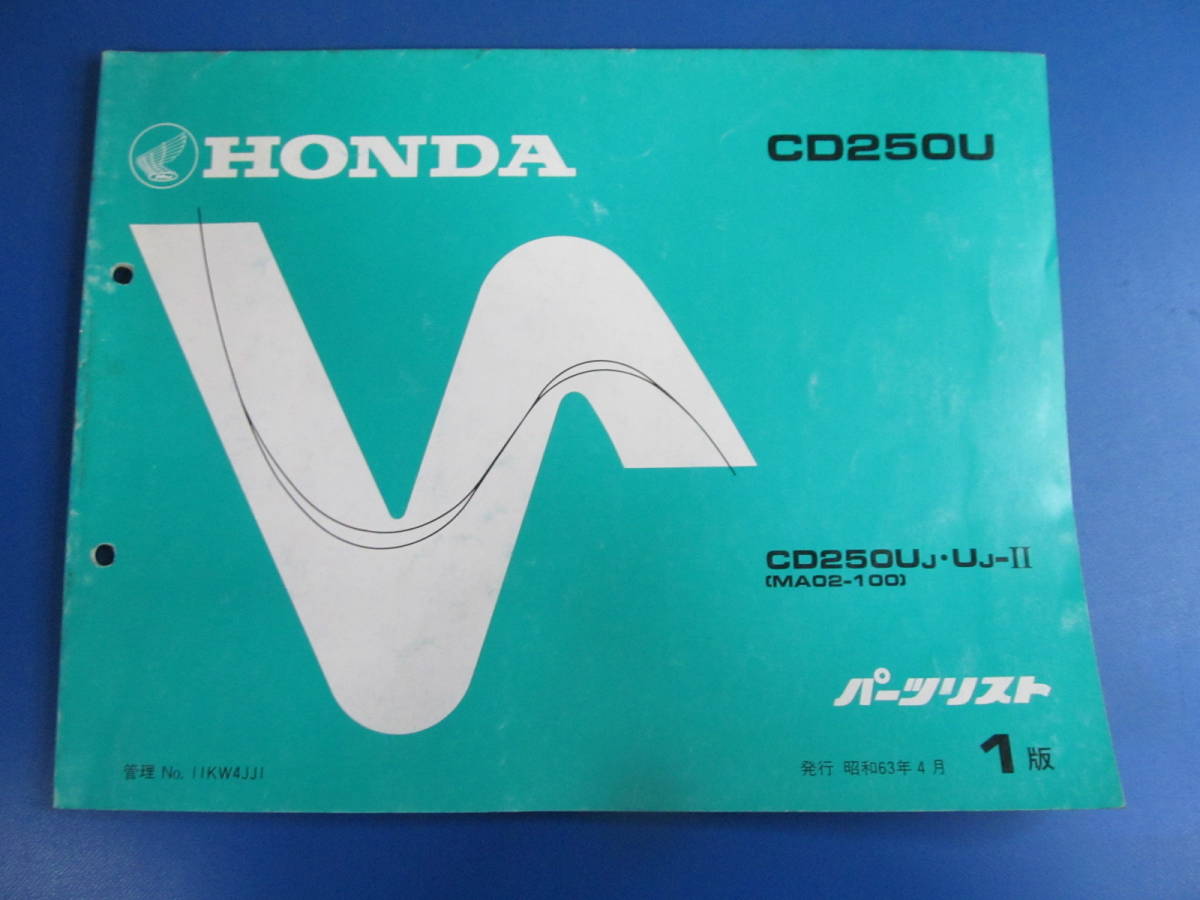 HONDA
CD250U
CD250UJ・UJ-II
(MA02-100)
パーツリスト
管理 No. 11KW4JJ1
発行 昭和63年4月 1版